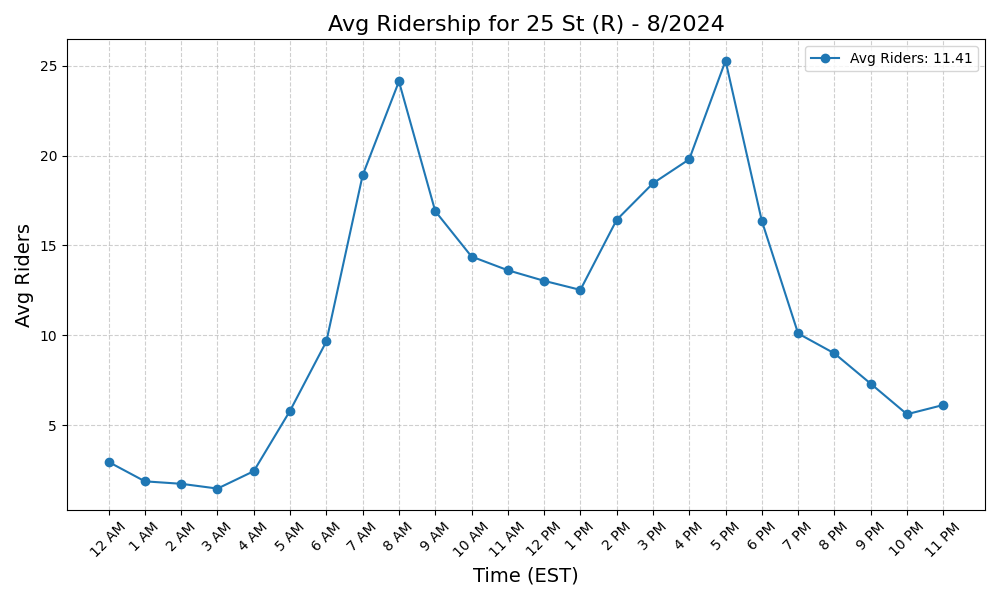 Avg Ridership for 25 St (R) - 8/2024
Avg Riders: 11.41
Avg Riders
25
20
15
10
5
12 AM
1 AM
2 AM
3 AM
4 AM
5 AM
6 AM
7 AM
8 AM
9 AM
10 AM
11 AM
12 PM
1 PM
2 PM
3 PM
4 PM
5 PM
6 PM
7 PM
8 PM
9 PM
10 PM
11 PM
Time (EST)